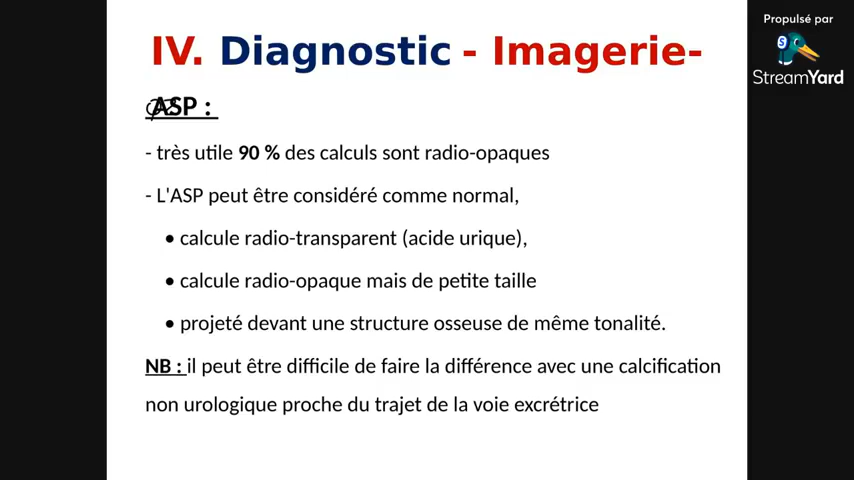 IV. Diagnostic - Imagerie-
Propulsé par
StreamYard
ASP :
- très utile 90 % des calculs sont radio-opaques
- L'ASP peut être considéré comme normal,
• calcule radio-transparent (acide urique),
• calcule radio-opaque mais de petite taille
• projeté devant une structure osseuse de même tonalité.
NB : il peut être difficile de faire la différence avec une calcification
non urologique proche du trajet de la voie excrétrice